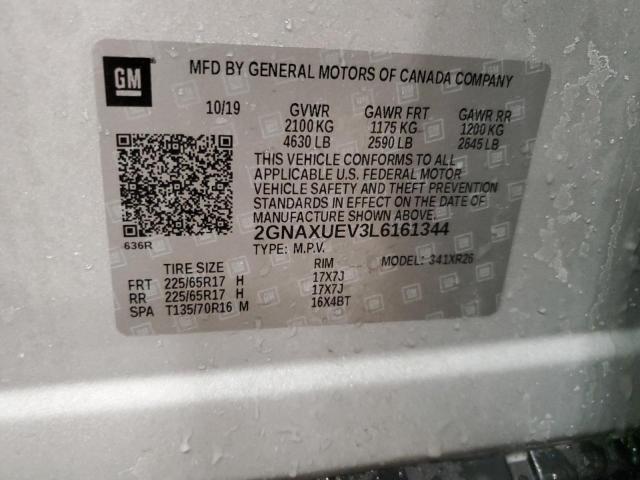 GM
MFD BY GENERAL MOTORS OF CANADA COMPANY
10/19 GVWR GAWR FRT GAWR RR
2100 KG 1175 KG 1200 KG
4630 LB 2590 LB 2645 LB
THIS VEHICLE CONFORMS TO ALL
APPLICABLE U.S. FEDERAL MOTOR
VEHICLE SAFETY AND THEFT PREVENTION
STANDARDS IN EFFECT ON THE DATE OF
MANUFACTURE SHOWN ABOVE.
2GNAXUEV3L6161344
636R
TYPE: M.P.V. MODEL: 341XR26
TIRE SIZE RIM
FRT 225/65R17 H 17X7J
RR 225/65R17 H 17X7J
SPA T135/70R16 M 16X4BT